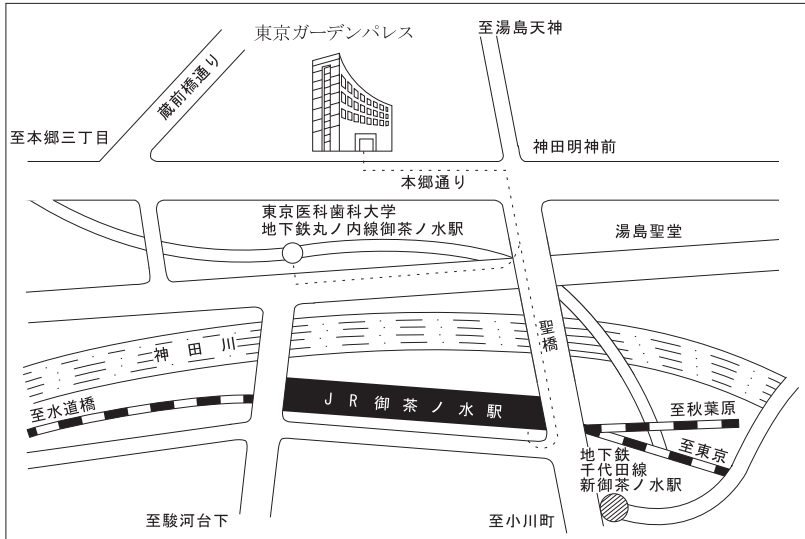 東京ガーデンパレス
至湯島天神
蔵前橋通り
至本郷三丁目
神田明神前
本郷通り
東京医科歯科大学
地下鉄丸ノ内線御茶ノ水駅
湯島聖堂
聖橋
神田川
JR御茶ノ水駅
至水道橋
至秋葉原
至東京
地下鉄
千代田線
新御茶ノ水駅
至駿河台下
至小川町